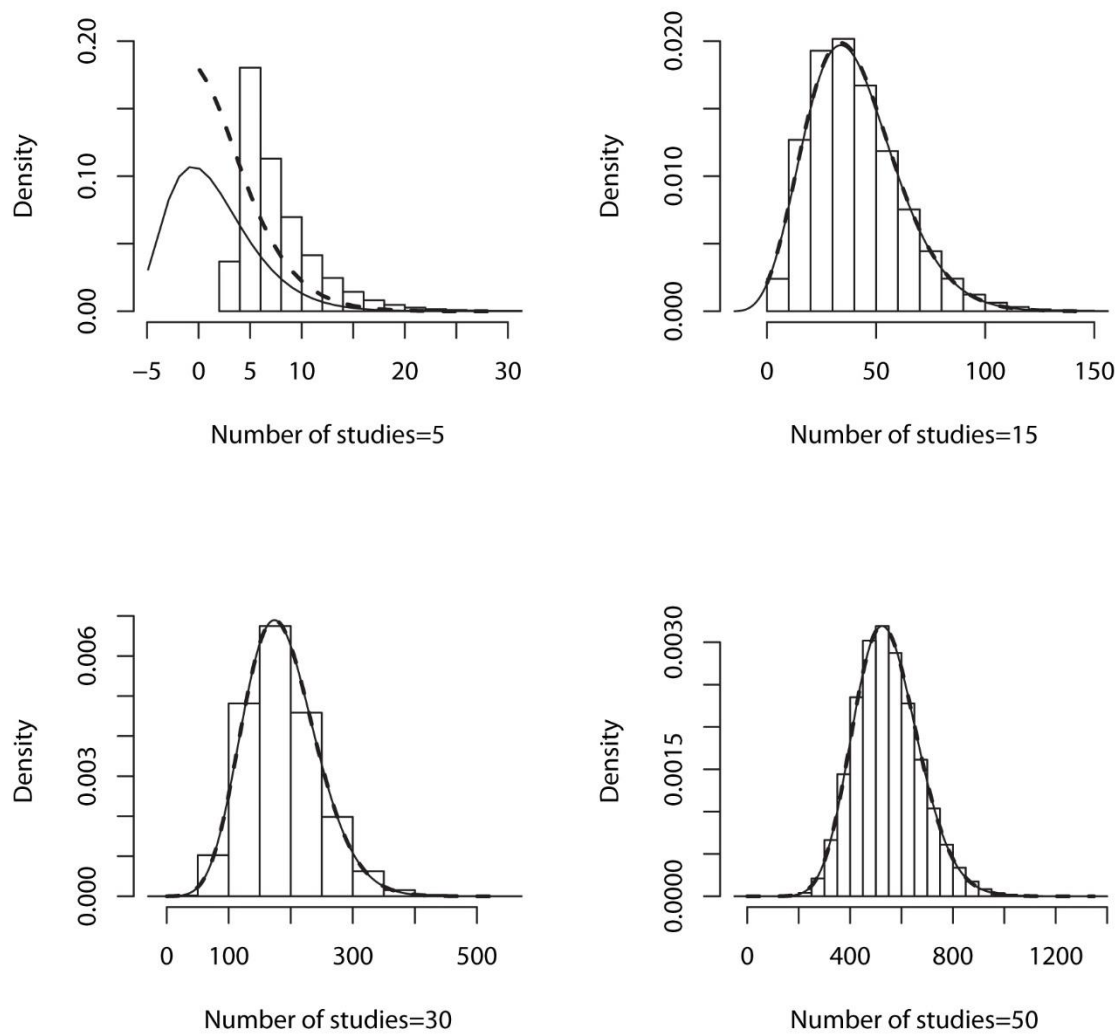 Density
0.20
0.10
0.00
−5 0 5 10 20 30
Number of studies=5
Density
0.020
0.010
0.000
0 50 100 150
Number of studies=15
Density
0.006
0.003
0.000
0 100 300 500
Number of studies=30
Density
0.0030
0.0015
0.0000
0 400 800 1200
Number of studies=50